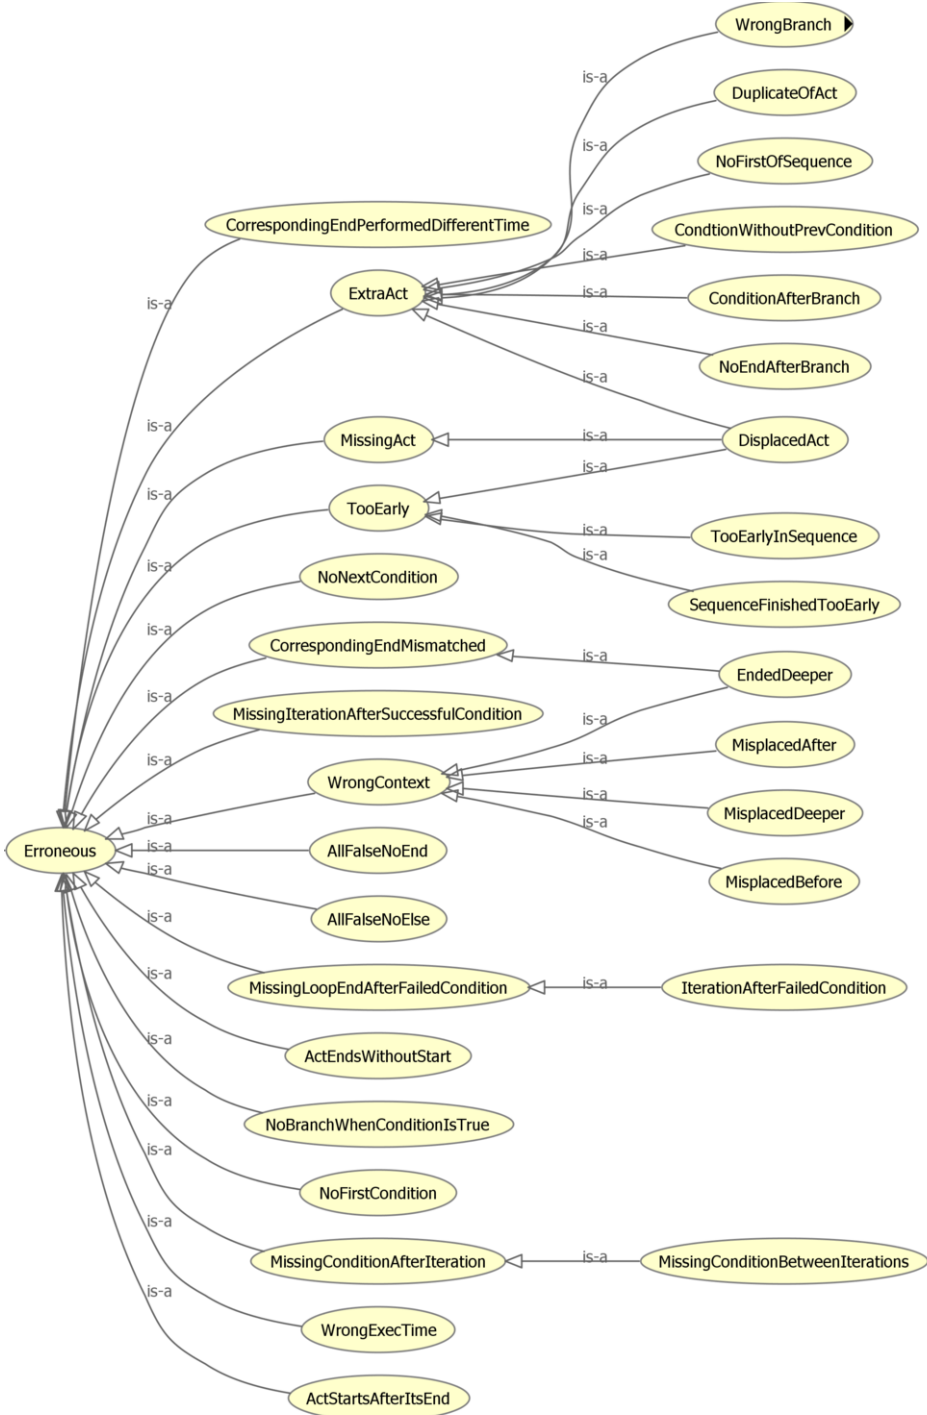 WrongBranch
is-a
DuplicateOfAct
is-a
NoFirstOfSequence
is-a
CorrespondingEndPerformedDifferentTime
CondtionWithoutPrevCondition
is-a
ExtraAct
is-a
ConditionAfterBranch
is-a
is-a
NoEndAfterBranch
is-a
is-a
MissingAct
is-a
DisplacedAct
is-a
is-a
TooEarly
is-a
TooEarlyInSequence
is-a
is-a
NoNextCondition
SequenceFinishedTooEarly
is-a
CorrespondingEndMismatched
is-a
EndedDeeper
is-a
MissingIterationAfterSuccessfulCondition
is-a
MisplacedAfter
is-a
is-a
WrongContext
is-a
MisplacedDeeper
is-a
is-a
Erroneous
is-a
AllFalseNoEnd
is-a
MisplacedBefore
AllFalseNoElse
is-a
MissingLoopEndAfterFailedCondition
is-a
IterationAfterFailedCondition
is-a
ActEndsWithoutStart
is-a
NoBranchWhenConditionIsTrue
is-a
NoFirstCondition
is-a
MissingConditionAfterIteration
is-a
MissingConditionBetweenIterations
is-a
WrongExecTime
ActStartsAfterItsEnd